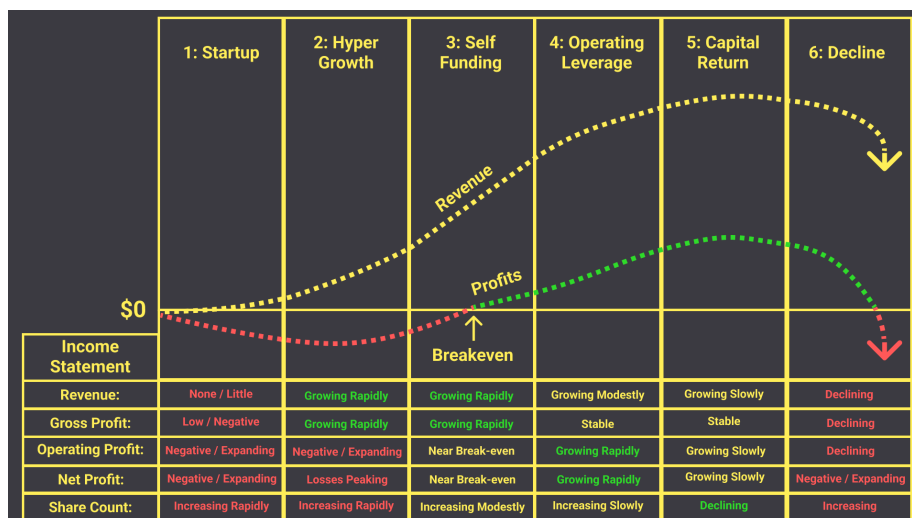 1: Startup
2: Hyper
Growth
3: Self
Funding
4: Operating
Leverage
5: Capital
Return
6: Decline
Revenue
Profits
$0
Breakeven
Income
Statement
Revenue: None / Little Growing Rapidly Growing Rapidly Growing Modestly Growing Slowly Declining
Gross Profit: Low / Negative Growing Rapidly Growing Rapidly Stable Stable Declining
Operating Profit: Negative / Expanding Negative / Expanding Near Break-even Growing Rapidly Growing Slowly Declining
Net Profit: Negative / Expanding Losses Peaking Near Break-even Growing Rapidly Growing Slowly Negative / Expanding
Share Count: Increasing Rapidly Increasing Rapidly Increasing Modestly Increasing Slowly Declining Increasing